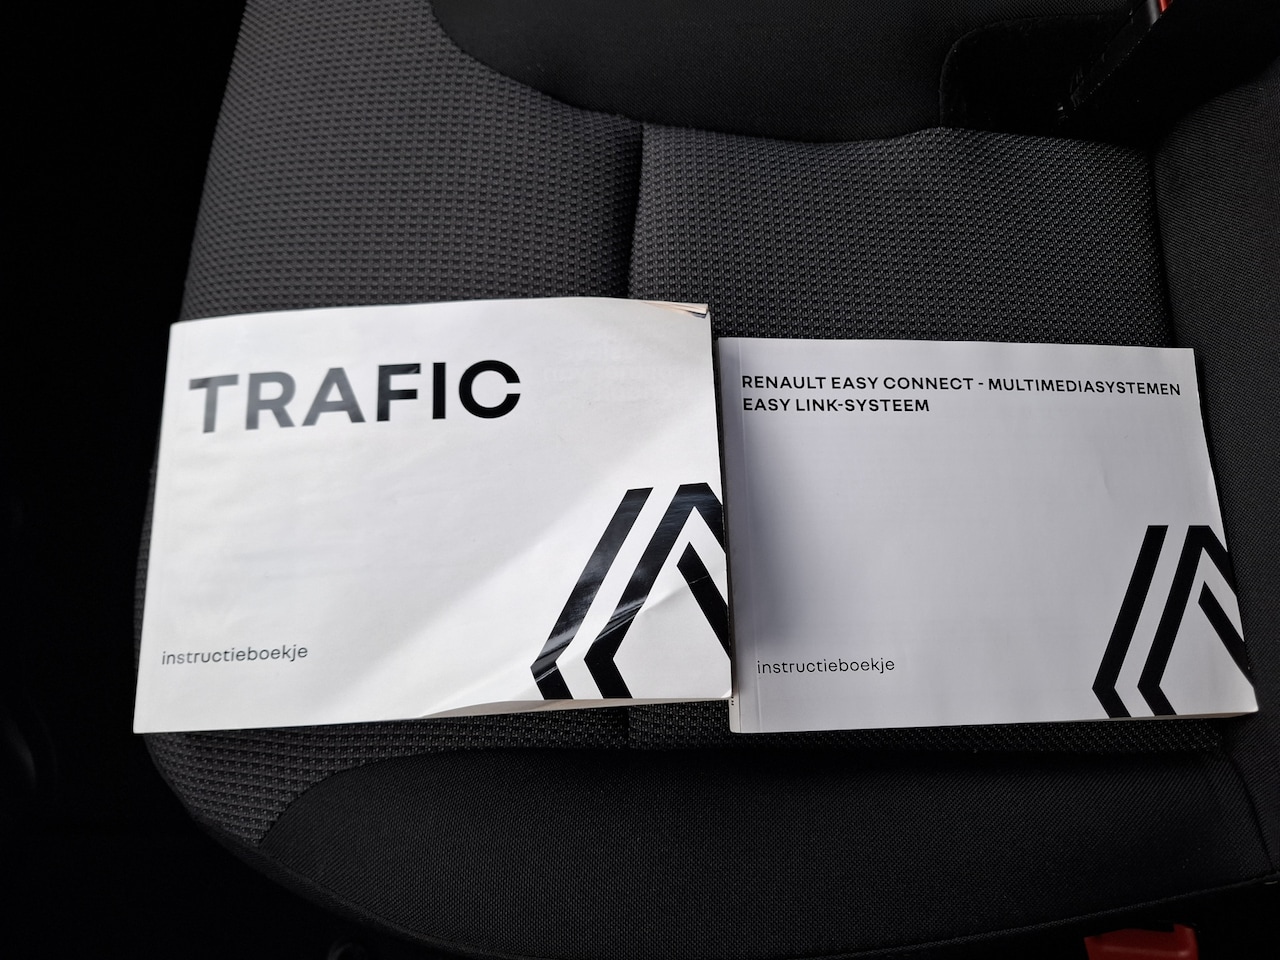 TRAFIC
instructieboekje
RENAULT EASY CONNECT - MULTIMEDIASYSTEMEN
EASY LINK-SYSTEEM
instructieboekje